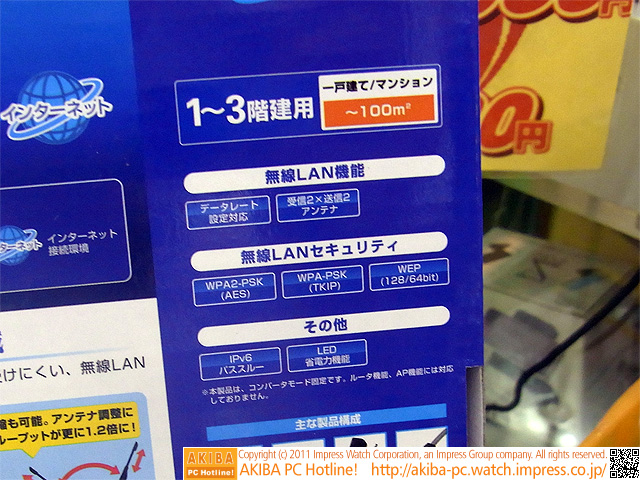 インターネット
1〜3階建用
一戸建て/マンション
〜100m²
無線LAN機能
データレート
設定対応
受信2×送信2
アンテナ
インターネット
インターネット
接続環境
無線LANセキュリティ
WPA2-PSK
(AES)
WPA-PSK
(TKIP)
WEP
(128/64bit)
その他
IPv6
パススルー
LED
省電力機能
※本製品は、コンバータモード固定です。ルータ機能、AP機能には対応
しておりません。
けにくい、無線LAN
も可能。アンテナ調整に
ループットが更に1.2倍に!
主な製品構成
円
0円
AKIBA
PC Hotline!
Copyright (c) 2011 Impress Watch Corporation, an Impress Group company. All rights reserved.
AKIBA PC Hotline! http://akiba-pc.watch.impress.co.jp/